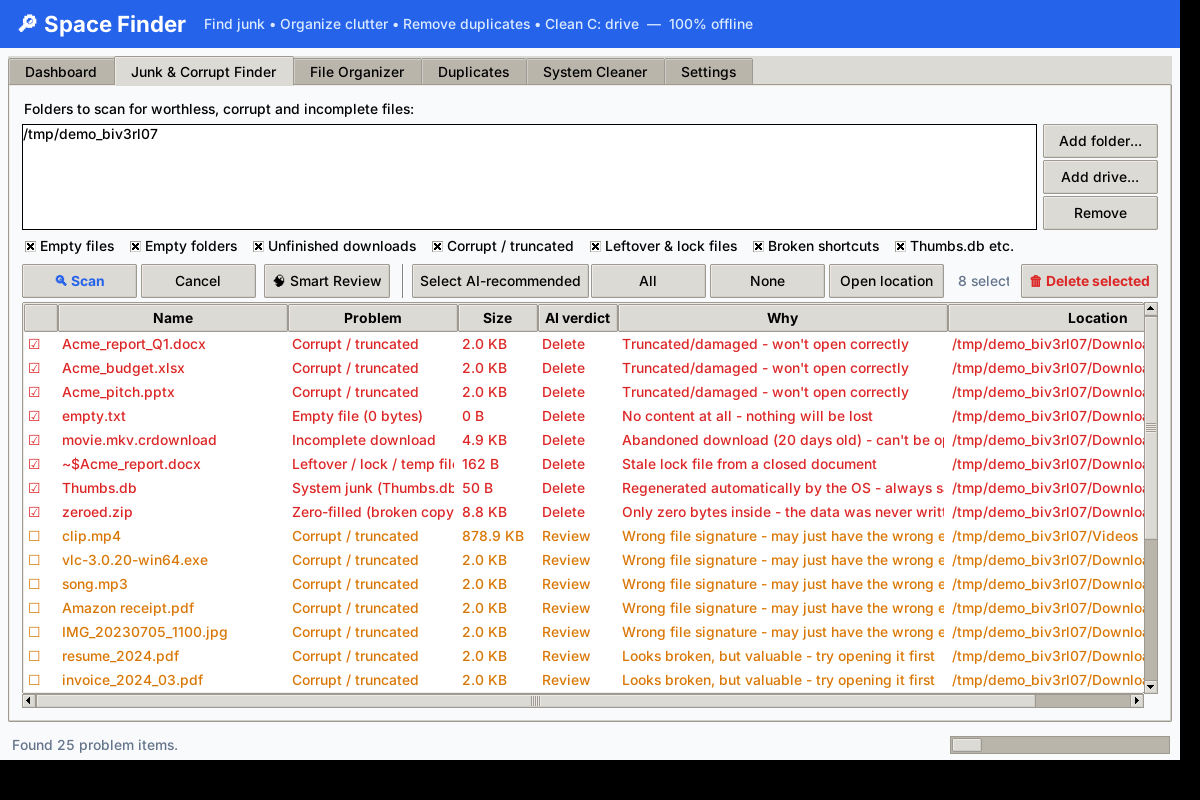 Space Finder Find junk • Organize clutter • Remove duplicates • Clean C: drive — 100% offline
Dashboard Junk & Corrupt Finder File Organizer Duplicates System Cleaner Settings
Folders to scan for worthless, corrupt and incomplete files:
/tmp/demo_biv3rl07
Add folder...
Add drive...
Remove
Empty files Empty folders Unfinished downloads Corrupt / truncated Leftover & lock files Broken shortcuts Thumbs.db etc.
Scan Cancel Smart Review Select AI-recommended All None Open location 8 select Delete selected
Name Problem Size AI verdict Why Location
Acme_report_Q1.docx Corrupt / truncated 2.0 KB Delete Truncated/damaged - won't open correctly /tmp/demo_biv3rl07/Downlo
Acme_budget.xlsx Corrupt / truncated 2.0 KB Delete Truncated/damaged - won't open correctly /tmp/demo_biv3rl07/Downlo
Acme_pitch.pptx Corrupt / truncated 2.0 KB Delete Truncated/damaged - won't open correctly /tmp/demo_biv3rl07/Downlo
empty.txt Empty file (0 bytes) 0 B Delete No content at all - nothing will be lost /tmp/demo_biv3rl07/Downlo
movie.mkv.crdownload Incomplete download 4.9 KB Delete Abandoned download (20 days old) - can't be o /tmp/demo_biv3rl07/Downlo
~$Acme_report.docx Leftover / lock / temp fil 162 B Delete Stale lock file from a closed document /tmp/demo_biv3rl07/Downlo
Thumbs.db System junk (Thumbs.db 50 B Delete Regenerated automatically by the OS - always s /tmp/demo_biv3rl07/Downlo
zeroed.zip Zero-filled (broken copy 8.8 KB Delete Only zero bytes inside - the data was never writ /tmp/demo_biv3rl07/Downlo
clip.mp4 Corrupt / truncated 878.9 KB Review Wrong file signature - may just have the wrong e /tmp/demo_biv3rl07/Videos
vlc-3.0.20-win64.exe Corrupt / truncated 2.0 KB Review Wrong file signature - may just have the wrong e /tmp/demo_biv3rl07/Downlo
song.mp3 Corrupt / truncated 2.0 KB Review Wrong file signature - may just have the wrong e /tmp/demo_biv3rl07/Downlo
Amazon receipt.pdf Corrupt / truncated 2.0 KB Review Wrong file signature - may just have the wrong e /tmp/demo_biv3rl07/Downlo
IMG_20230705_1100.jpg Corrupt / truncated 2.0 KB Review Wrong file signature - may just have the wrong e /tmp/demo_biv3rl07/Downlo
resume_2024.pdf Corrupt / truncated 2.0 KB Review Looks broken, but valuable - try opening it first /tmp/demo_biv3rl07/Downlo
invoice_2024_03.pdf Corrupt / truncated 2.0 KB Review Looks broken, but valuable - try opening it first /tmp/demo_biv3rl07/Downlo
Found 25 problem items.